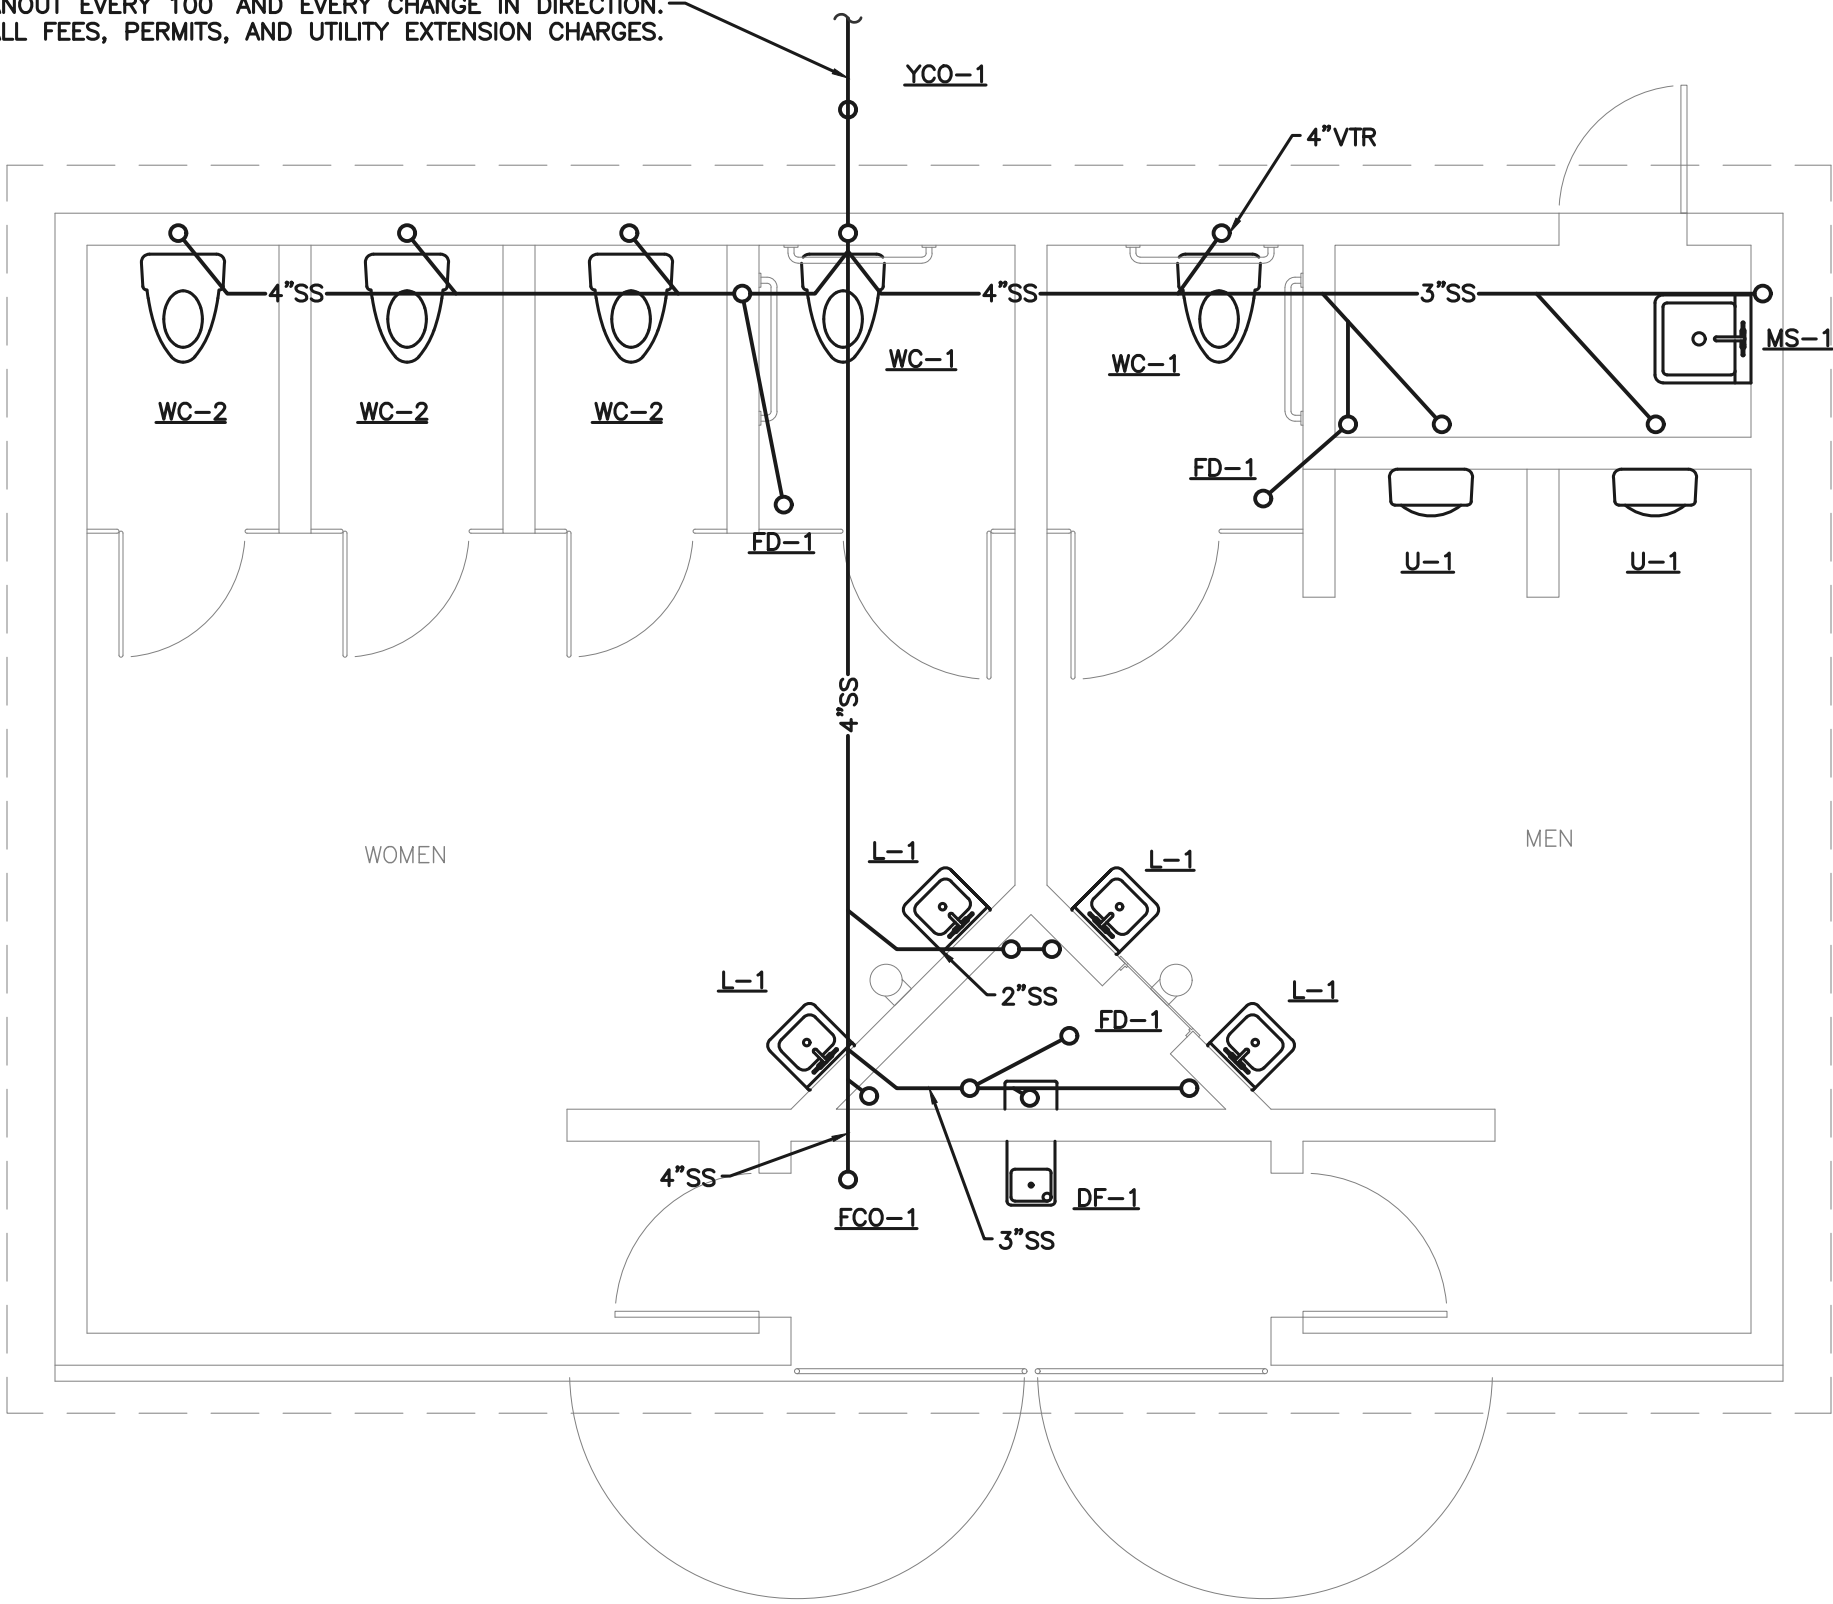 EVERY 100' AND EVERY CHANGE IN DIRECTION.
FEES, PERMITS, AND UTILITY EXTENSION CHARGES.
YCO-1
4"VTR
4"SS
4"SS
3"SS
MS-1
WC-1
WC-1
WC-2
WC-2
WC-2
FD-1
FD-1
U-1
U-1
4"SS
WOMEN
MEN
L-1
L-1
L-1
L-1
2"SS
FD-1
4"SS
DF-1
FCO-1
3"SS